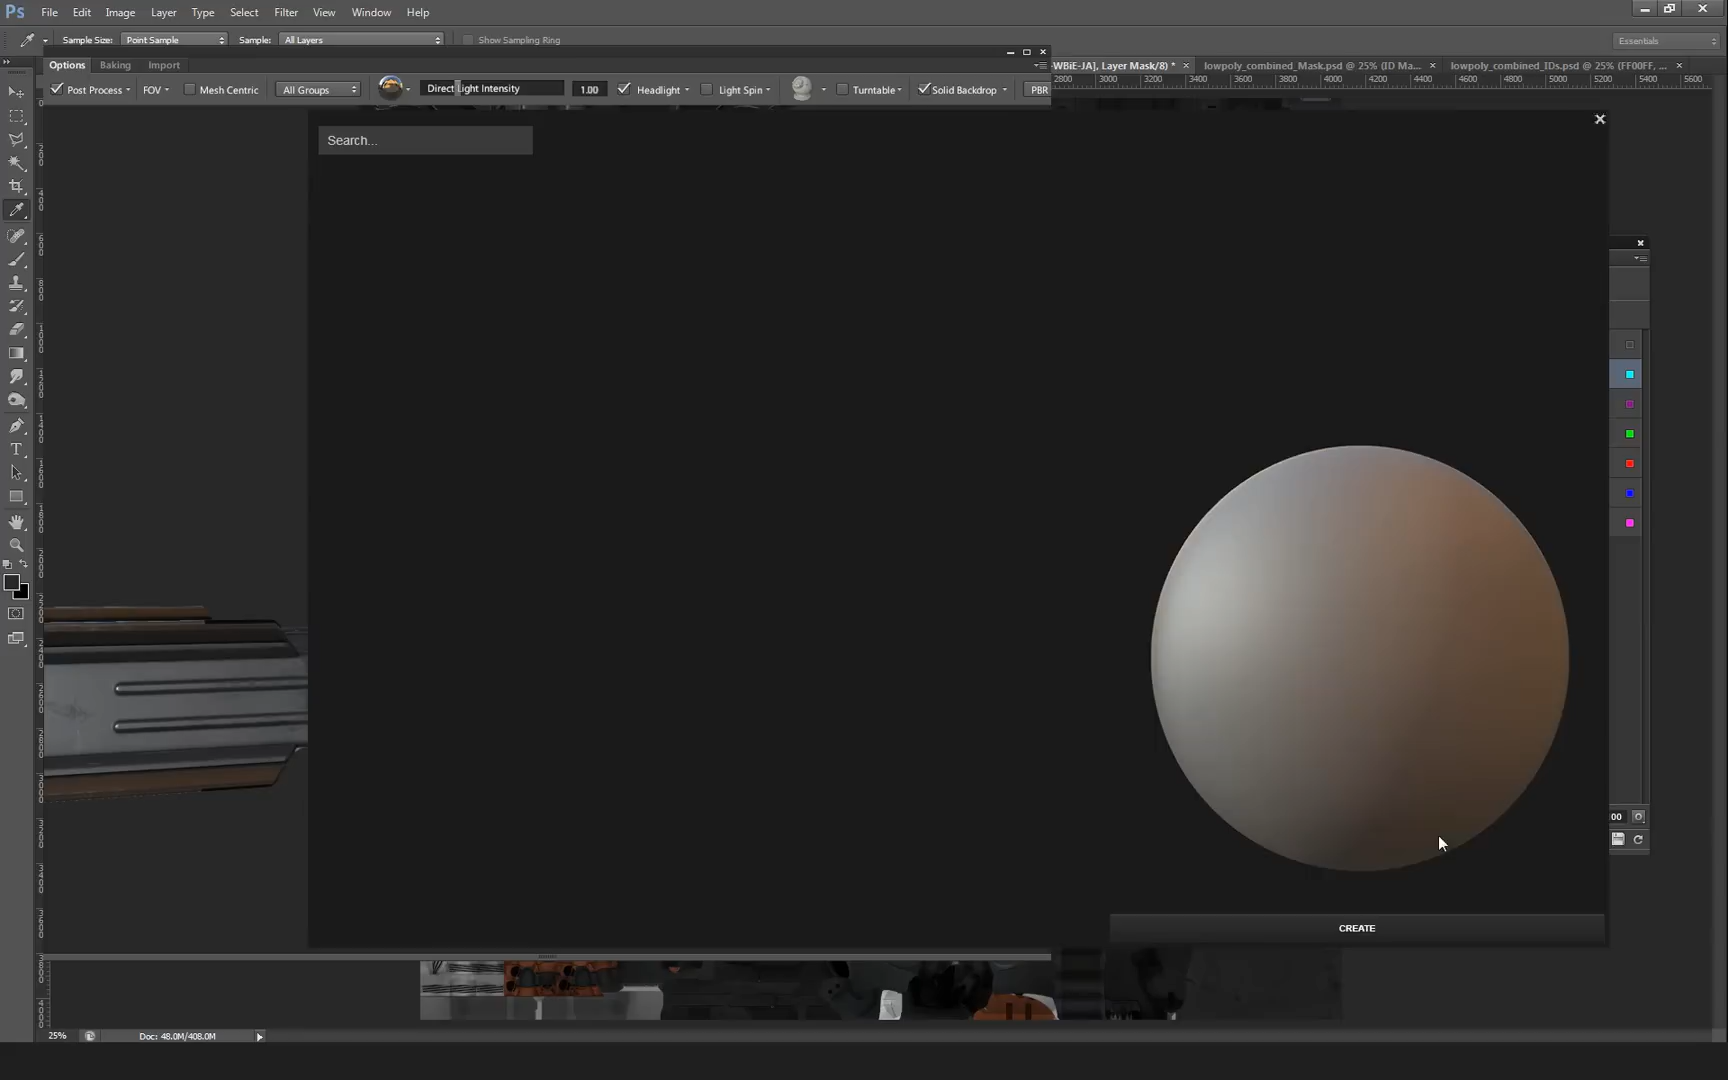 Ps File Edit Image Layer Type Select Filter View Window Help
Sample Size: Point Sample Sample: All Layers Show Sampling Ring Essentials
Options Baking Import
WBiE-JA], Layer Mask/8) * × lowpoly_combined_Mask.psd @ 25% (ID Ma... × lowpoly_combined_IDs.psd @ 25% (FF00FF, ... ×
2800 3000 3200 3400 3600 3800 4000 4200 4400 4600 4800 5000 5200 5400 5600
Post Process FOV Mesh Centric All Groups Direct Light Intensity 1.00 Headlight Light Spin Turntable Solid Backdrop PBR
Search...
00
CREATE
25% Doc: 48.0M/408.0M